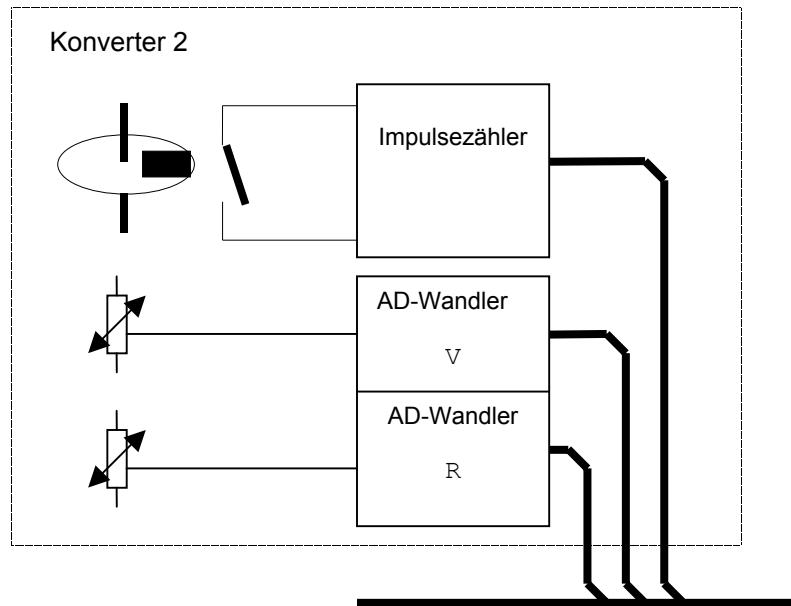 Konverter 2
Impulsezähler
AD-Wandler
V
AD-Wandler
R